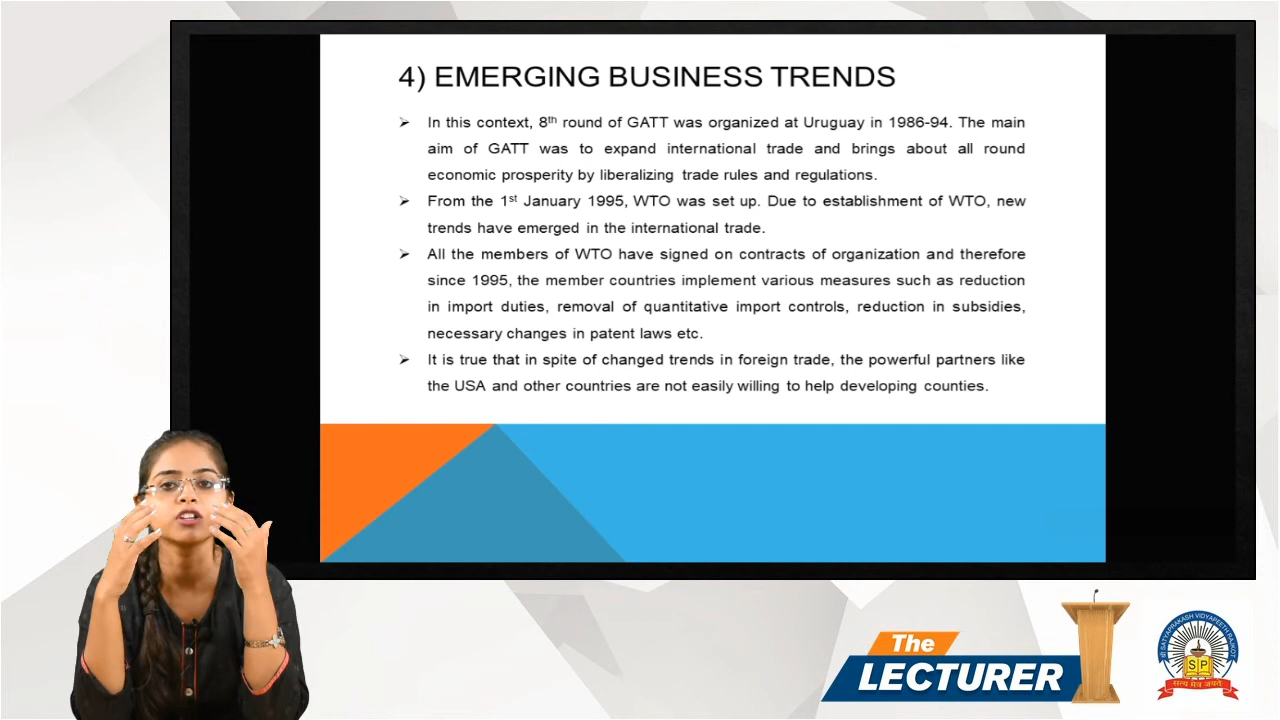 4) EMERGING BUSINESS TRENDS
➢ In this context, 8th round of GATT was organized at Uruguay in 1986-94. The main
aim of GATT was to expand international trade and brings about all round
economic prosperity by liberalizing trade rules and regulations.
➢ From the 1st January 1995, WTO was set up. Due to establishment of WTO, new
trends have emerged in the international trade.
➢ All the members of WTO have signed on contracts of organization and therefore
since 1995, the member countries implement various measures such as reduction
in import duties, removal of quantitative import controls, reduction in subsidies,
necessary changes in patent laws etc.
➢ It is true that in spite of changed trends in foreign trade, the powerful partners like
the USA and other countries are not easily willing to help developing counties.
The
LECTURER
SATYAPRAKASH VIDYAPEETH RAJKOT
S P
सत्य मेव जयते